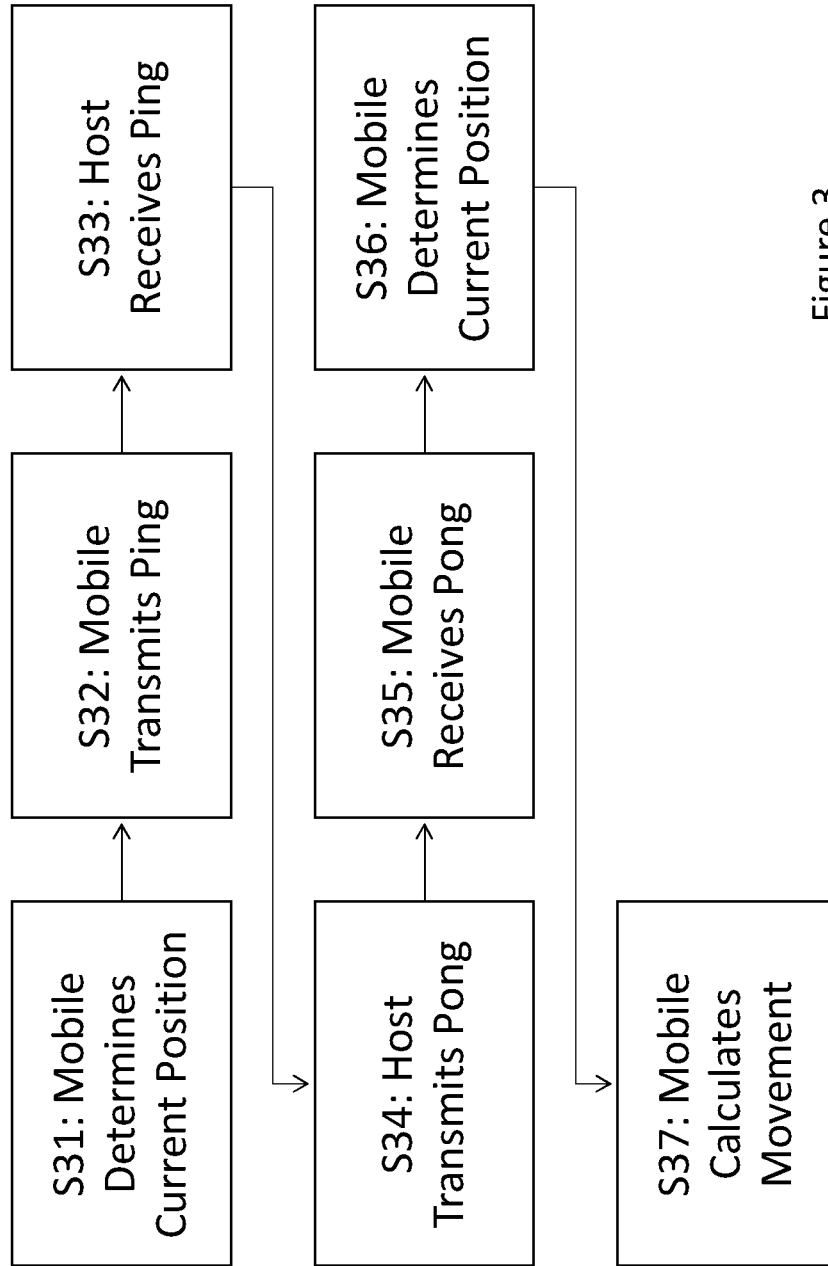 S31: Mobile
Determines
Current Position
S32: Mobile
Transmits Ping
S33: Host
Receives Ping
S34: Host
Transmits Pong
S35: Mobile
Receives Pong
S36: Mobile
Determines
Current Position
S37: Mobile
Calculates
Movement
Figure 3